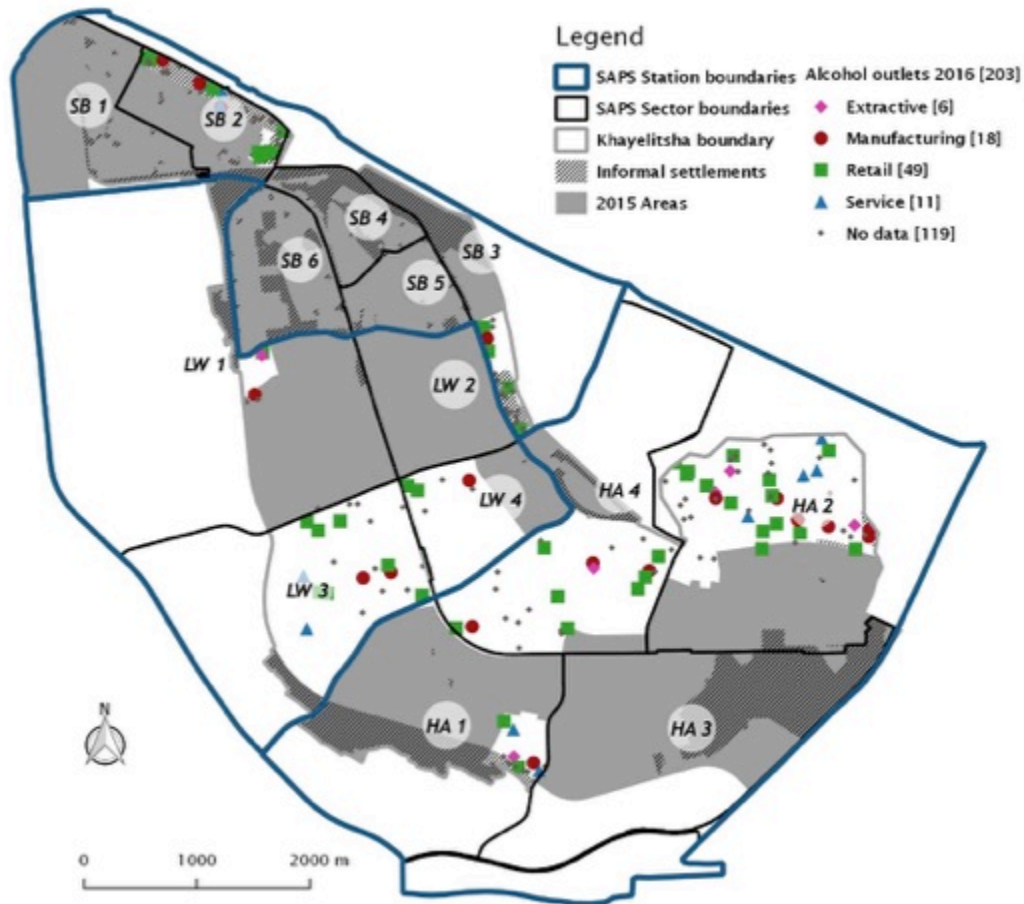 Legend
SAPS Station boundaries
SAPS Sector boundaries
Khayelitsha boundary
Informal settlements
2015 Areas
Alcohol outlets 2016 [203]
Extractive [6]
Manufacturing [18]
Retail [49]
Service [11]
No data [119]
SB 1
SB 2
SB 4
SB 3
SB 6
SB 5
LW 1
LW 2
LW 4
HA 4
HA 2
LW 3
HA 1
HA 3
N
0 1000 2000 m